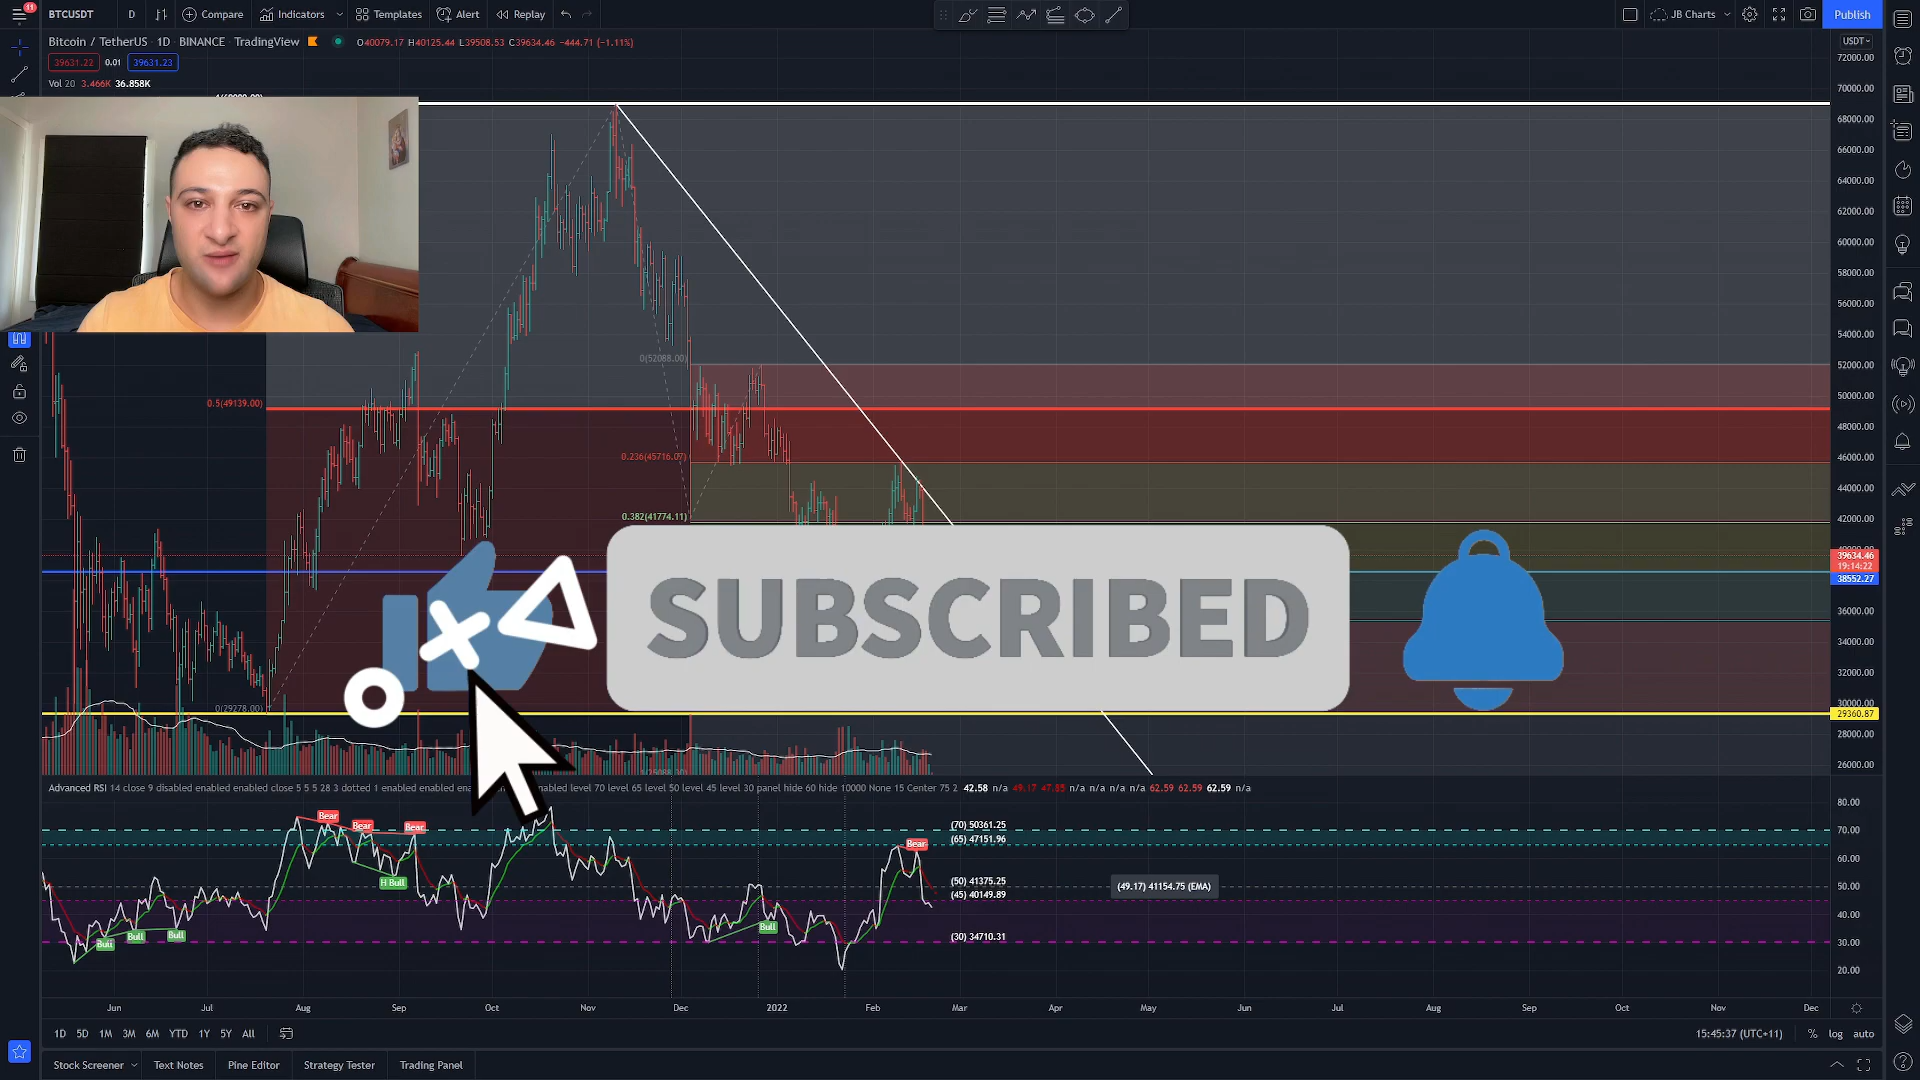 11
BTCUSDT D Compare Indicators Templates Alert Replay JB Charts Publish
Bitcoin / TetherUS · 1D · BINANCE · TradingView O40079.17 H40125.44 L39508.53 C39634.46 −444.71 (−1.11%) USDT
39631.22 0.01 39631.23
Vol 20 3.466K 36.858K
72000.00
70000.00
68000.00
66000.00
64000.00
62000.00
60000.00
58000.00
56000.00
54000.00
0(52088.00) 52000.00
50000.00
0.5(49139.00)
48000.00
0.236(45716.07) 46000.00
44000.00
0.382(41774.11) 42000.00
39634.46
19:14:22
38552.27
36000.00
SUBSCRIBED
34000.00
32000.00
30000.00
0(29278.00)
29360.87
28000.00
26000.00
Advanced RSI 14 close 9 disabled enabled enabled close 5 5 5 28 3 dotted 1 enabled enabled enabled level 70 level 65 level 50 level 45 level 30 panel hide 60 hide 10000 None 15 Center 75 2 42.58 n/a 49.17 47.85 n/a n/a n/a n/a 62.59 62.59 62.59 n/a
80.00
Bear Bear Bear (70) 50361.25 70.00
Bear (65) 47151.96
60.00
H Bull (50) 41375.25 (49.17) 41154.75 (EMA) 50.00
(45) 40149.89
40.00
Bull Bull Bull Bull (30) 34710.31 30.00
20.00
Jun Jul Aug Sep Oct Nov Dec 2022 Feb Mar Apr May Jun Jul Aug Sep Oct Nov Dec
1D 5D 1M 3M 6M YTD 1Y 5Y All 15:45:37 (UTC+11) % log auto
Stock Screener Text Notes Pine Editor Strategy Tester Trading Panel